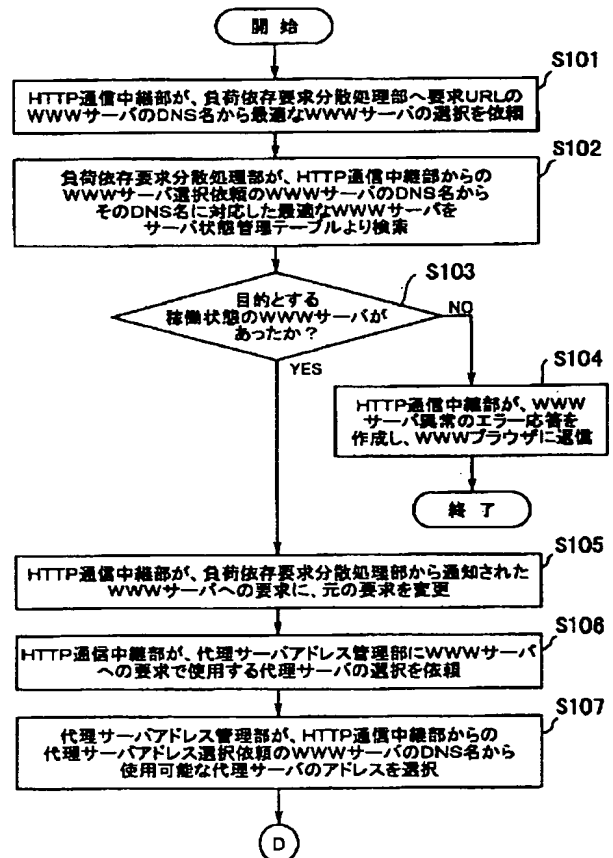 開始
S101
HTTP通信中継部が、負荷依存要求分散処理部へ要求URLの
WWWサーバのDNS名から最適なWWWサーバの選択を依頼
S102
負荷依存要求分散処理部が、HTTP通信中継部からの
WWWサーバ選択依頼のWWWサーバのDNS名から
そのDNS名に対応した最適なWWWサーバを
サーバ状態管理テーブルより検索
S103
目的とする
稼働状態のWWWサーバが
あったか?
NO
YES
S104
HTTP通信中継部が、WWW
サーバ異常のエラー応答を
作成し、WWWブラウザに返信
終了
S105
HTTP通信中継部が、負荷依存要求分散処理部から通知された
WWWサーバへの要求に、元の要求を変更
S106
HTTP通信中継部が、代理サーバアドレス管理部にWWWサーバ
への要求で使用する代理サーバの選択を依頼
S107
代理サーバアドレス管理部が、HTTP通信中継部からの
代理サーバアドレス選択依頼のWWWサーバのDNS名から
使用可能な代理サーバのアドレスを選択
D